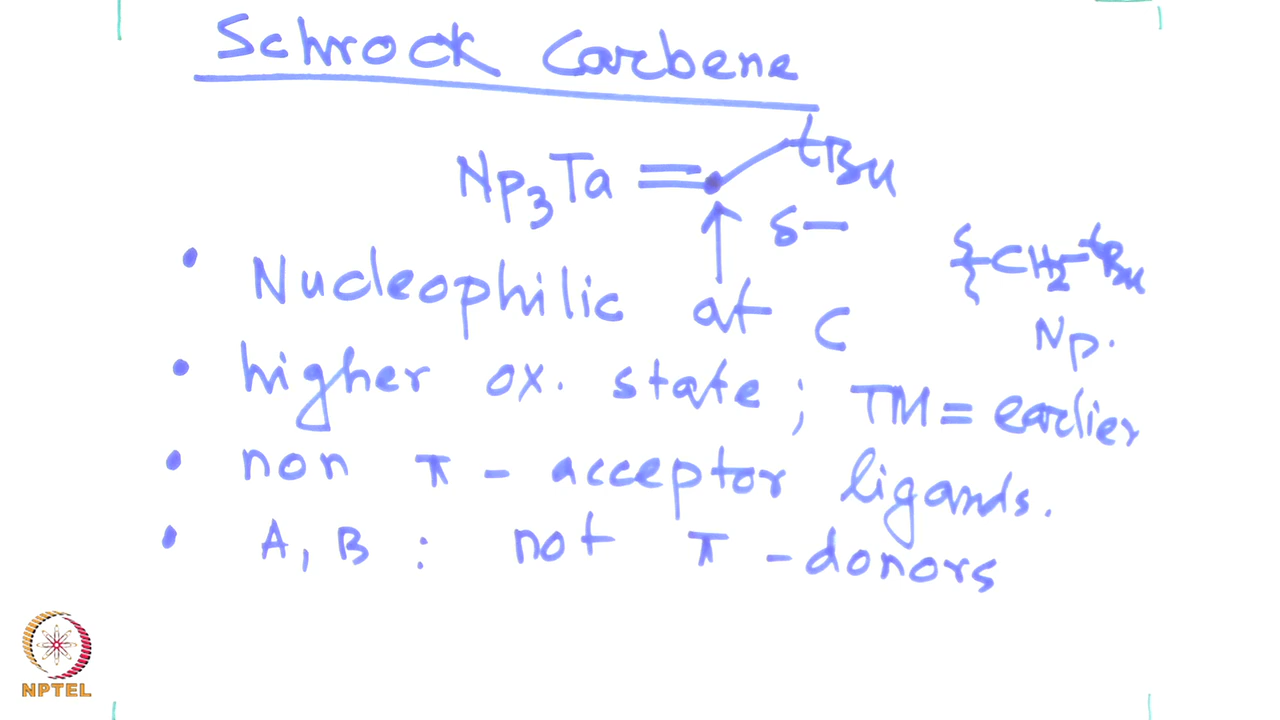 Schrock Carbene
Np₃Ta = tBu
δ−
• Nucleophilic at C
{-CH₂-tBu
Np.
• higher ox. state ; TM = earlier
• non π - acceptor ligands.
• A, B : not π - donors
NPTEL